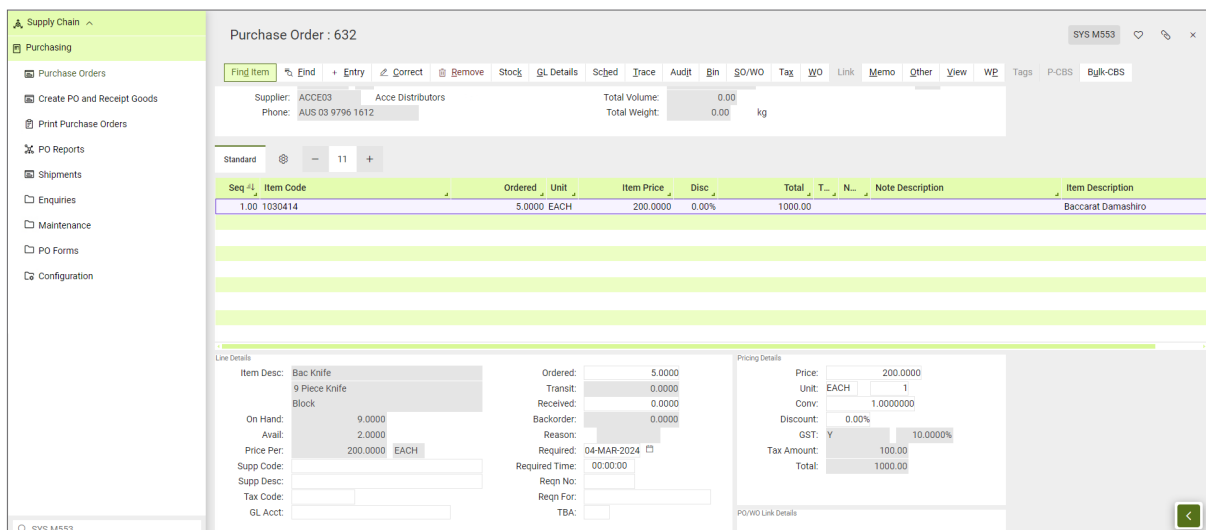 Supply Chain
Purchasing
Purchase Orders
Create PO and Receipt Goods
Print Purchase Orders
PO Reports
Shipments
Enquiries
Maintenance
PO Forms
Configuration
SYS M553
Purchase Order : 632
SYS M553
Find Item Find + Entry Correct Remove Stock GL Details Sched Trace Audit Bin SO/WO Tax WO Link Memo Other View WP Tags P-CBS Bulk-CBS
Supplier: ACCE03 Acce Distributors Total Volume: 0.00
Phone: AUS 03 9796 1612 Total Weight: 0.00 kg
Standard − 11 +
Seq Item Code Ordered Unit Item Price Disc Total T... N... Note Description Item Description
1.00 1030414 5.0000 EACH 200.0000 0.00% 1000.00 Baccarat Damashiro
Line Details
Item Desc: Bac Knife
9 Piece Knife
Block
On Hand: 9.0000
Avail: 2.0000
Price Per: 200.0000 EACH
Supp Code:
Supp Desc:
Tax Code:
GL Acct:
Ordered: 5.0000
Transit: 0.0000
Received: 0.0000
Backorder: 0.0000
Reason:
Required: 04-MAR-2024
Required Time: 00:00:00
Reqn No:
Reqn For:
TBA:
Pricing Details
Price: 200.0000
Unit: EACH 1
Conv: 1.0000000
Discount: 0.00%
GST: Y 10.0000%
Tax Amount: 100.00
Total: 1000.00
PO/WO Link Details